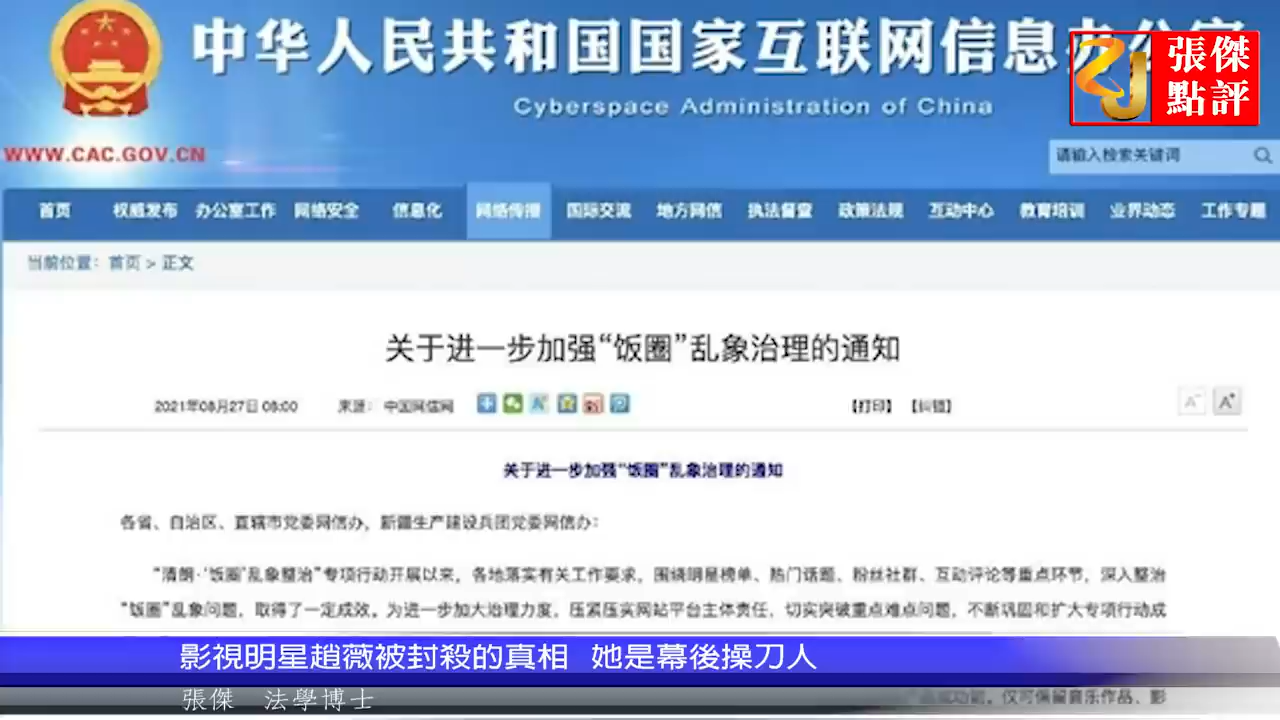 中华人民共和国国家互联网信息办公室
Cyberspace Administration of China
張傑
點評
WWW.CAC.GOV.CN
请输入检索关键词
首页 权威发布 办公室工作 网络安全 信息化 网络传播 国际交流 地方网信 执法督查 政策法规 互动中心 教育培训 业界动态 工作专题
当前位置： 首页 > 正文
关于进一步加强“饭圈”乱象治理的通知
2021年08月27日 08:00 来源： 中国网信网 【打印】 【纠错】 A- A+
关于进一步加强“饭圈”乱象治理的通知
各省、自治区、直辖市党委网信办，新疆生产建设兵团党委网信办：
“清朗·‘饭圈’乱象整治”专项行动开展以来，各地落实有关工作要求，围绕明星榜单、热门话题、粉丝社群、互动评论等重点环节，深入整治
“饭圈”乱象问题，取得了一定成效。为进一步加大治理力度，压紧压实网站平台主体责任，切实突破重点难点问题，不断巩固和扩大专项行动成
影視明星趙薇被封殺的真相 她是幕後操刀人
張傑 法學博士
仅可保留音乐作品、影